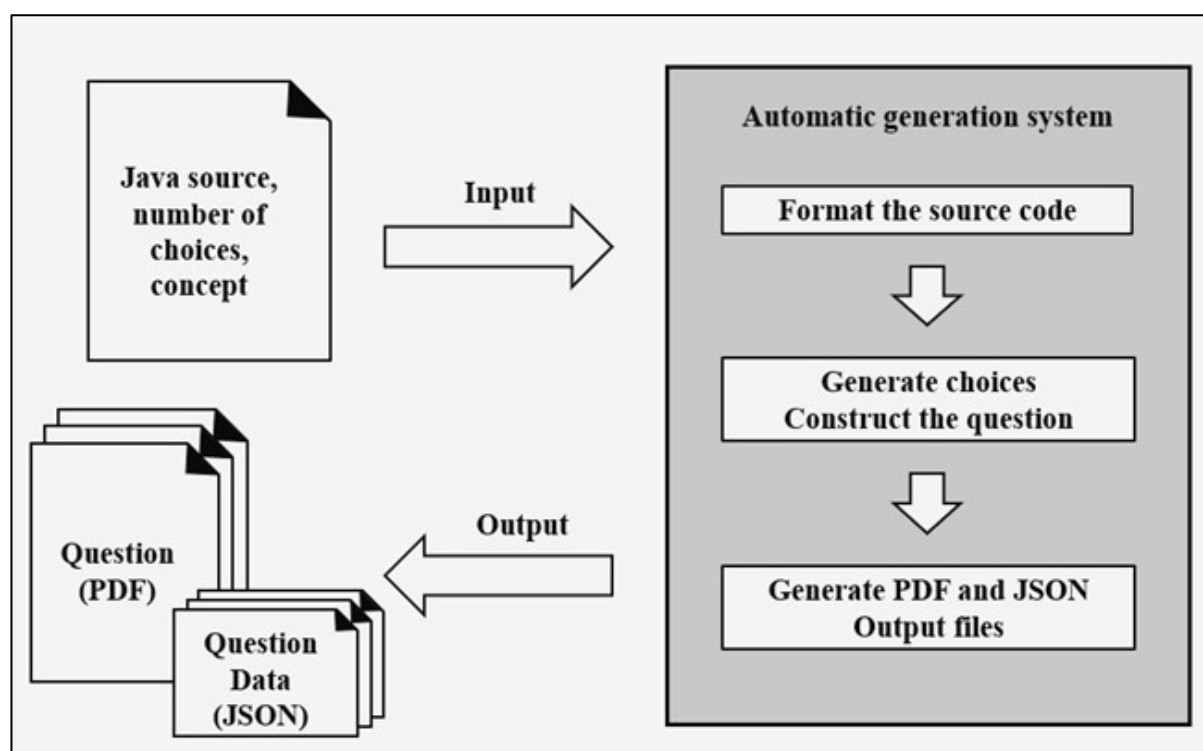 Java source,
number of
choices,
concept
Input
Automatic generation system
Format the source code
Generate choices
Construct the question
Generate PDF and JSON
Output files
Output
Question
(PDF)
Question
Data
(JSON)